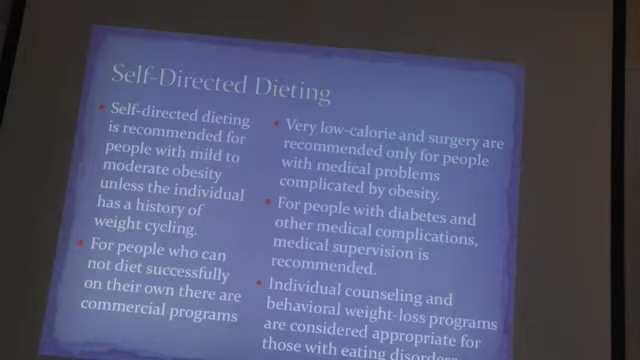 Self-Directed Dieting
• Self-directed dieting
is recommended for
people with mild to
moderate obesity
unless the individual
has a history of
weight cycling.
• For people who can
not diet successfully
on their own there are
commercial programs
• Very low-calorie and surgery are
recommended only for people
with medical problems
complicated by obesity.
• For people with diabetes and
other medical complications,
medical supervision is
recommended.
• Individual counseling and
behavioral weight-loss programs
are considered appropriate for
those with eating disorders